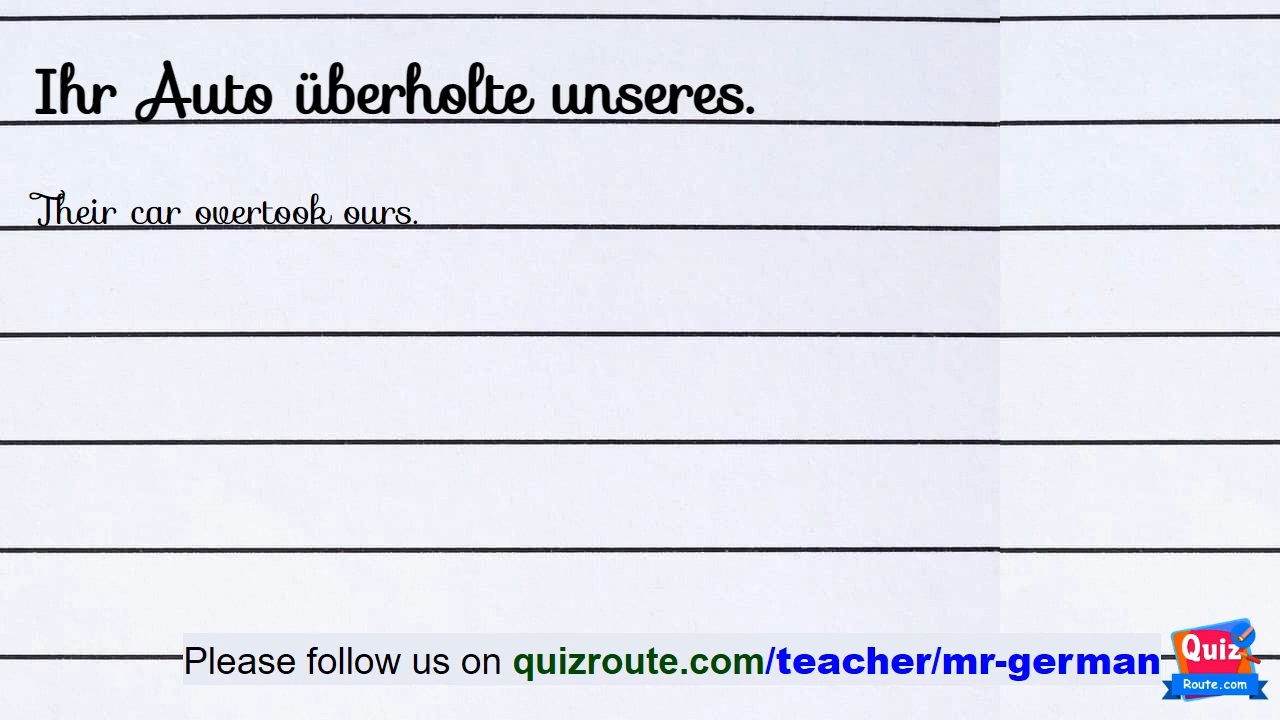 Ihr Auto überholte unseres.
Their car overtook ours.
Please follow us on quizroute.com/teacher/mr-german
Quiz
Route.com